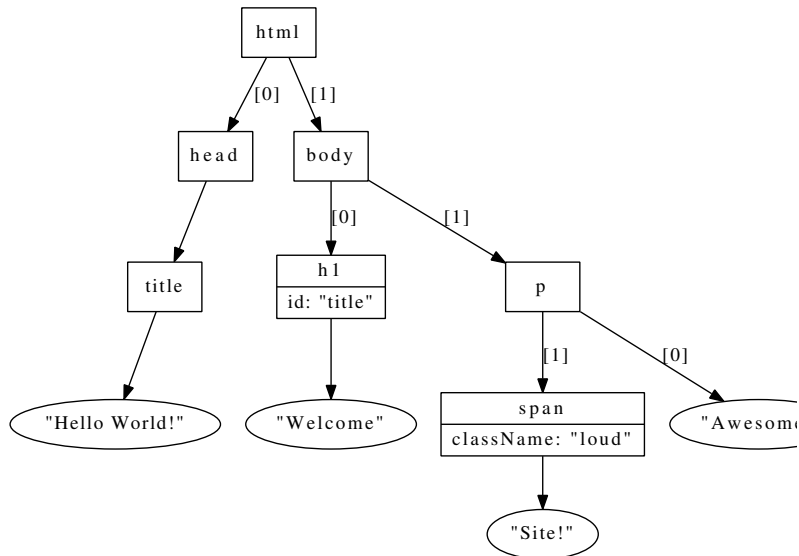 html
[0]
[1]
head
body
[0]
[1]
title
h1
id: "title"
p
[1]
[0]
"Hello World!"
"Welcome"
span
className: "loud"
"Awesome
"Site!"